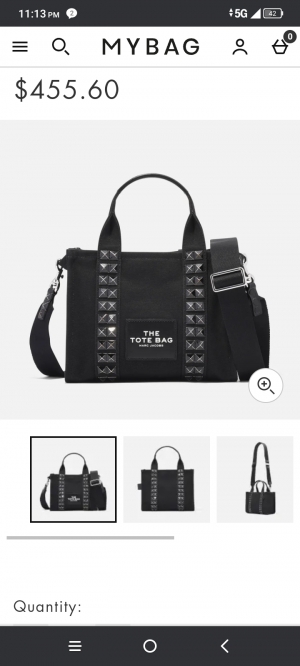 11:13 PM
5G
42
MYBAG
0
$455.60
THE
TOTE BAG
MARC JACOBS
Quantity: